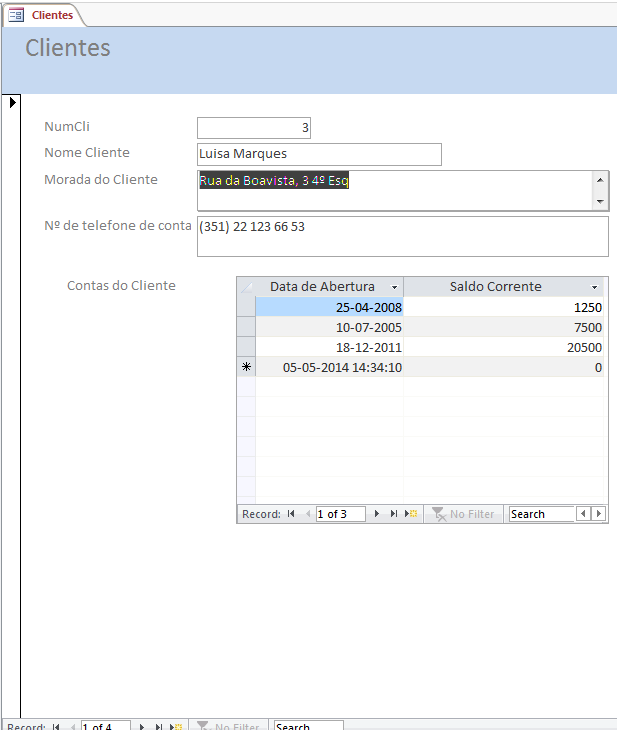 Clientes
Clientes
NumCli 3
Nome Cliente Luisa Marques
Morada do Cliente Rua da Boavista, 3 4º Esq
Nº de telefone de conta (351) 22 123 66 53
Contas do Cliente
Data de Abertura Saldo Corrente
25-04-2008 1250
10-07-2005 7500
18-12-2011 20500
05-05-2014 14:34:10 0
Record: 1 of 3 No Filter Search
Record: 1 of 4 No Filter Search